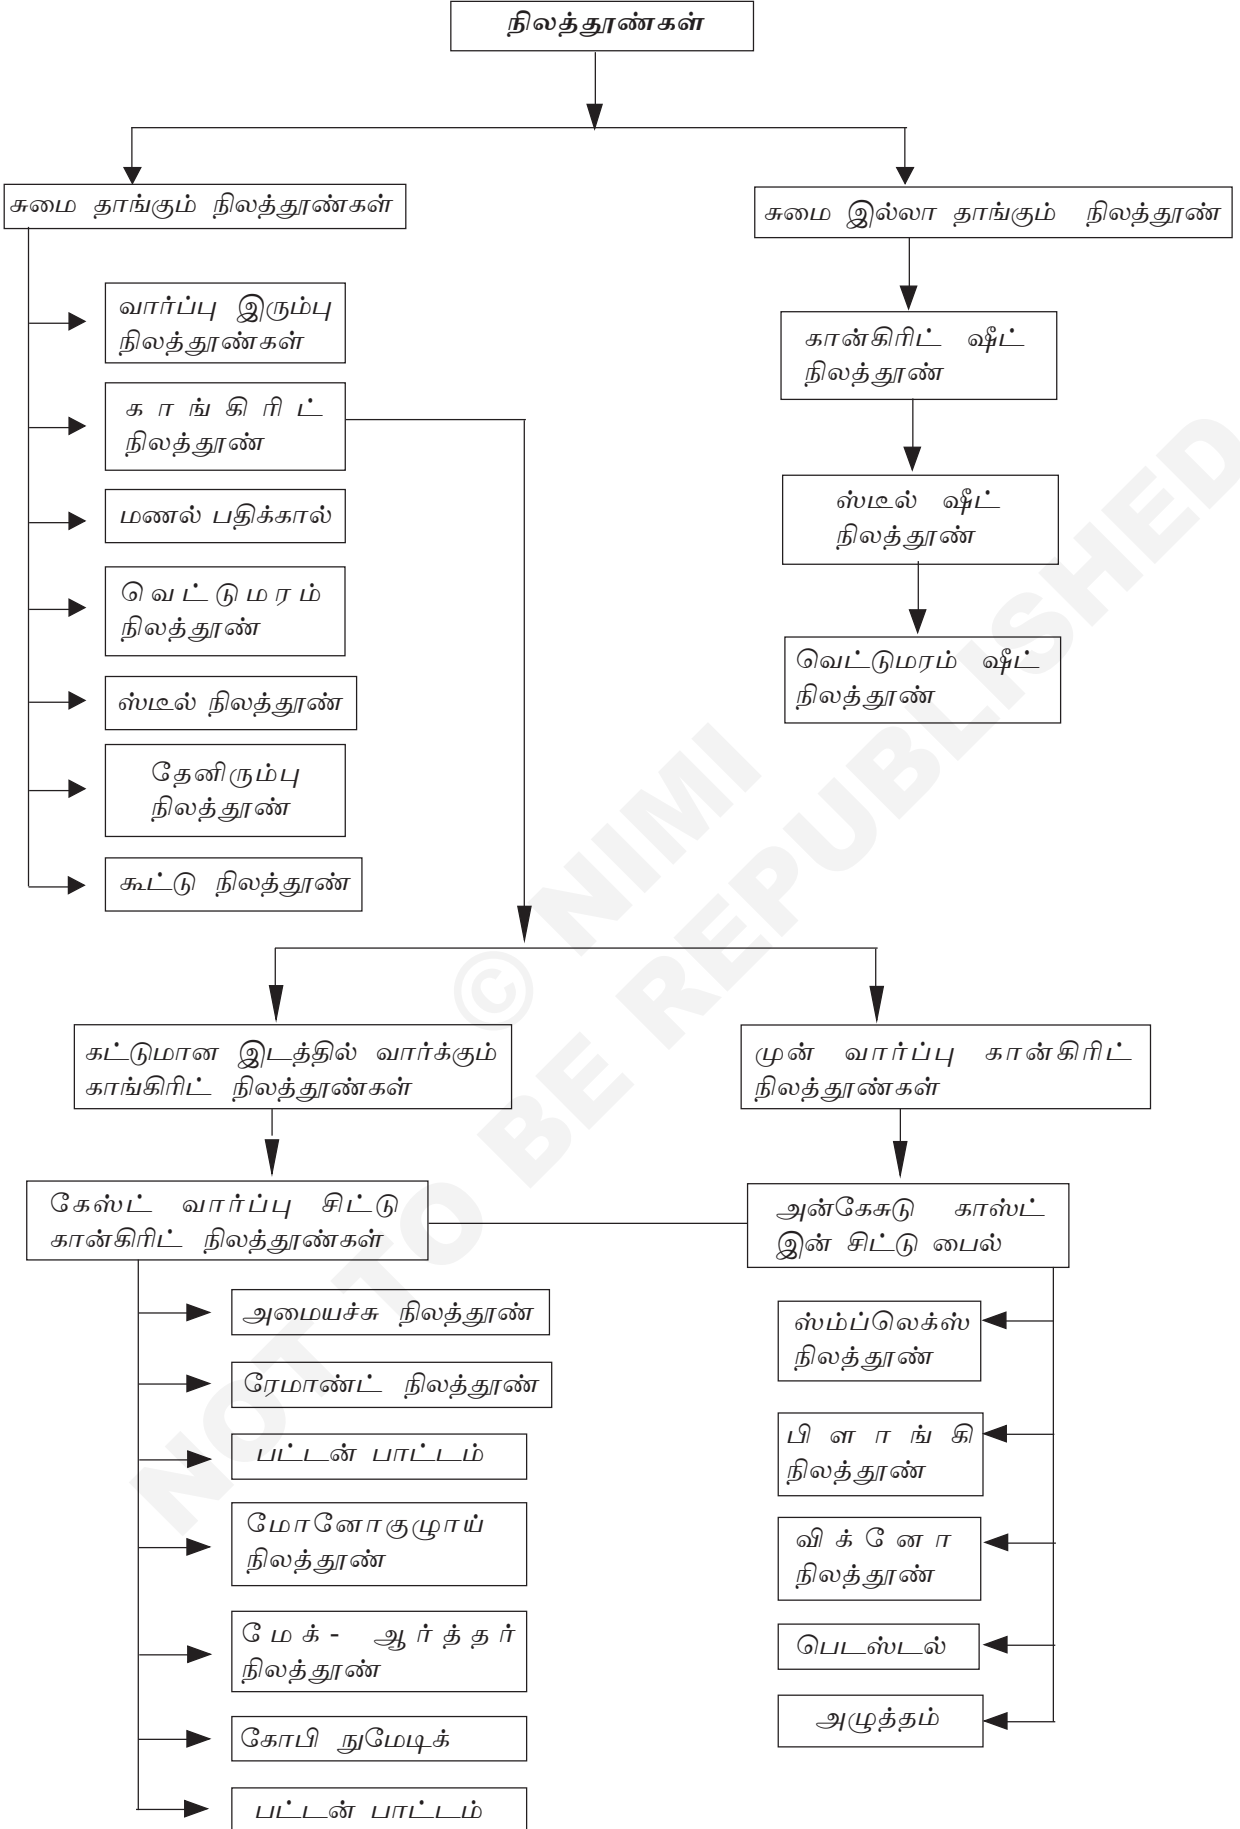 நிலத்தூண்கள்
சுமை தாங்கும் நிலத்தூண்கள்
சுமை இல்லா தாங்கும் நிலத்தூண்
வார்ப்பு இரும்பு
நிலத்தூண்கள்
காங்கிரிட்
நிலத்தூண்
மணல் பதிக்கால்
வெட்டுமரம்
நிலத்தூண்
ஸ்டீல் நிலத்தூண்
தேனிரும்பு
நிலத்தூண்
கூட்டு நிலத்தூண்
கான்கிரிட் ஷீட்
நிலத்தூண்
ஸ்டீல் ஷீட்
நிலத்தூண்
வெட்டுமரம் ஷீட்
நிலத்தூண்
கட்டுமான இடத்தில் வார்க்கும்
காங்கிரிட் நிலத்தூண்கள்
முன் வார்ப்பு கான்கிரிட்
நிலத்தூண்கள்
கேஸ்ட் வார்ப்பு சிட்டு
கான்கிரிட் நிலத்தூண்கள்
அன்கேசுடு காஸ்ட்
இன் சிட்டு பைல்
அமையச்சு நிலத்தூண்
ரேமாண்ட் நிலத்தூண்
பட்டன் பாட்டம்
மோனோகுழாய்
நிலத்தூண்
மேக்- ஆர்த்தர்
நிலத்தூண்
கோபி நுமேடிக்
பட்டன் பாட்டம்
ஸ்ம்ப்லெக்ஸ்
நிலத்தூண்
பிளாங்கி
நிலத்தூண்
விக்னோ
நிலத்தூண்
பெடஸ்டல்
அழுத்தம்
© NIMI
NOT TO BE REPUBLISHED